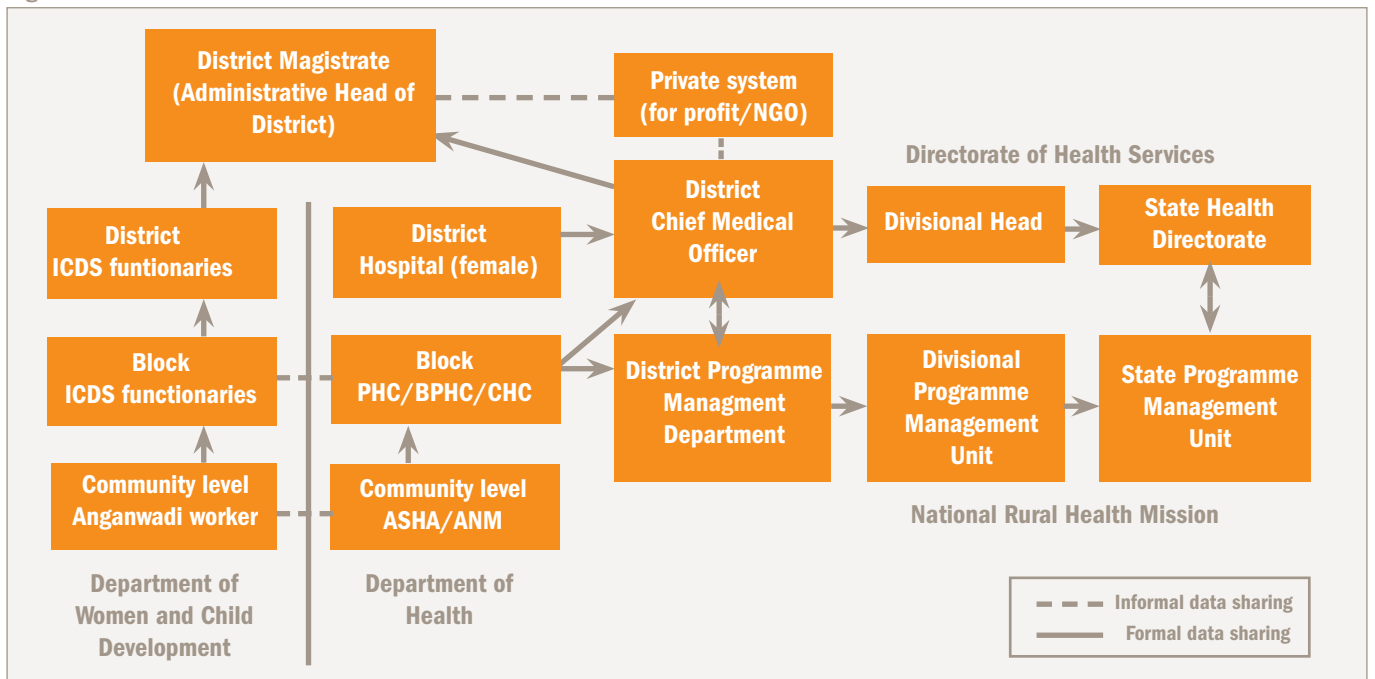 District Magistrate
(Administrative Head of
District)
Private system
(for profit/NGO)
Directorate of Health Services
District
ICDS funtionaries
District
Hospital (female)
District
Chief Medical
Officer
Divisional Head
State Health
Directorate
Block
ICDS functionaries
Block
PHC/BPHC/CHC
District Programme
Managment
Department
Divisional
Programme
Management
Unit
State Programme
Management
Unit
Community level
Anganwadi worker
Community level
ASHA/ANM
National Rural Health Mission
Department of
Women and Child
Development
Department of
Health
Informal data sharing
Formal data sharing